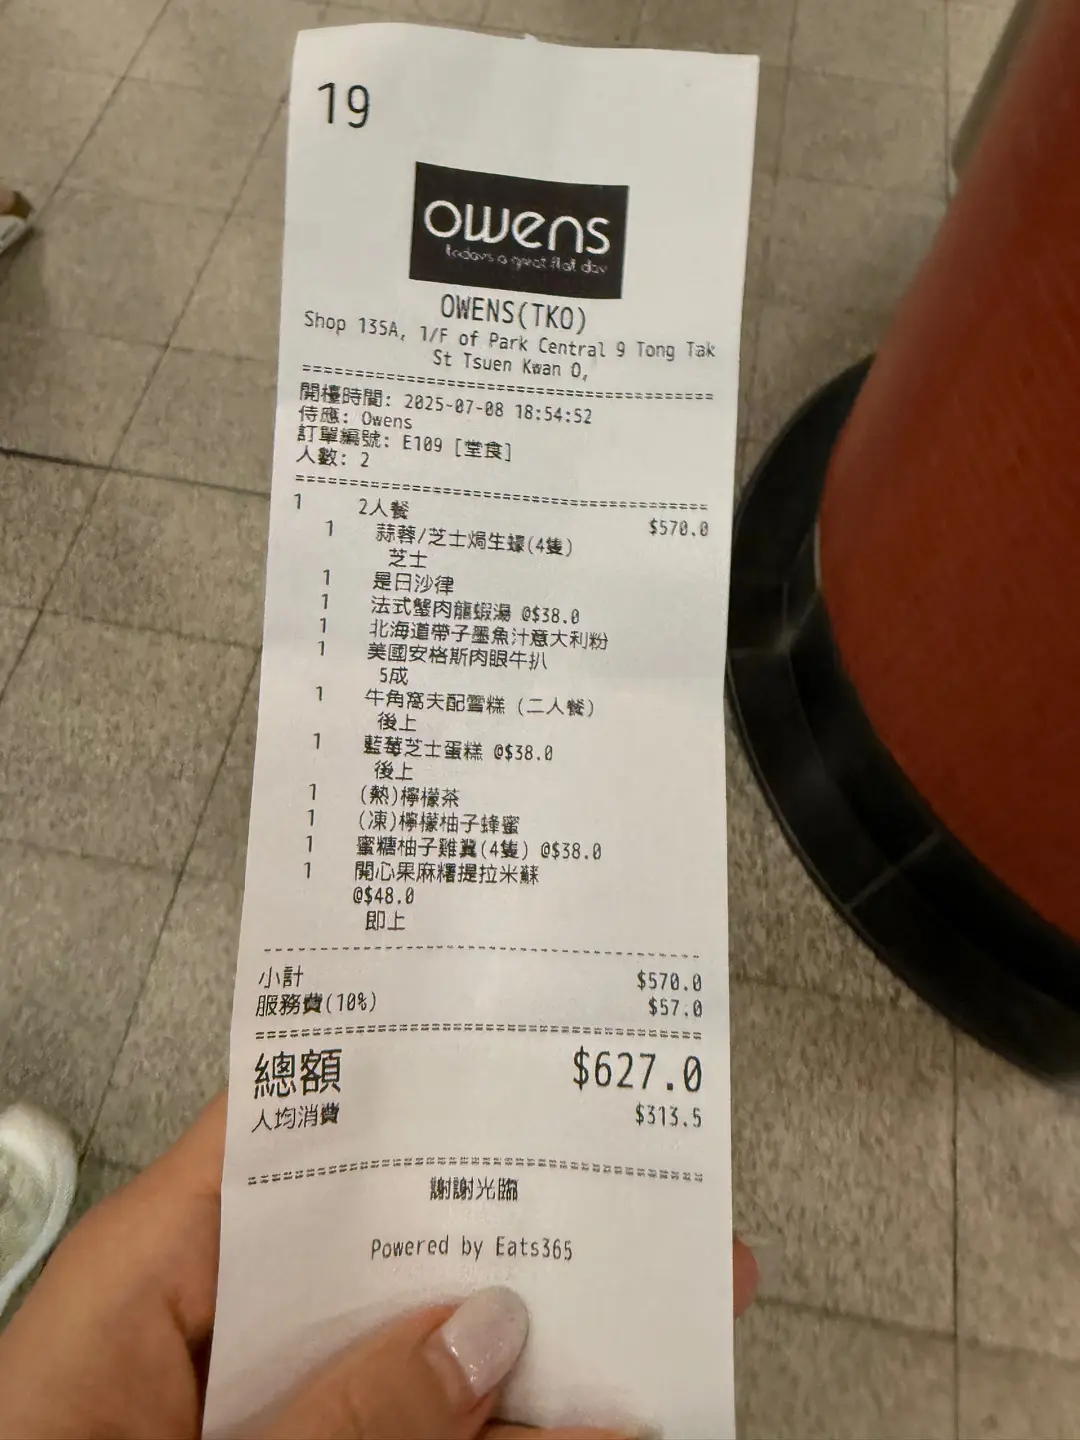 19
owens
todays a great flat day
OWENS(TKO)
Shop 135A, 1/F of Park Central 9 Tong Tak
St Tsuen Kwan O,
開檯時間: 2025-07-08 18:54:52
侍應: Owens
訂單編號: E109 [堂食]
人數: 2
1 2人餐 $570.0
1 蒜蓉/芝士焗生蠔(4隻)
芝士
1 是日沙律
1 法式蟹肉龍蝦湯 @$38.0
1 北海道帶子墨魚汁意大利粉
1 美國安格斯肉眼牛扒
5成
1 牛角窩夫配雪糕 (二人餐)
後上
1 藍莓芝士蛋糕 @$38.0
後上
1 (熱)檸檬茶
1 (凍)檸檬柚子蜂蜜
1 蜜糖柚子雞翼(4隻) @$38.0
1 開心果麻糬提拉米蘇
@$48.0
即上
小計 $570.0
服務費(10%) $57.0
總額 $627.0
人均消費 $313.5
謝謝光臨
Powered by Eats365